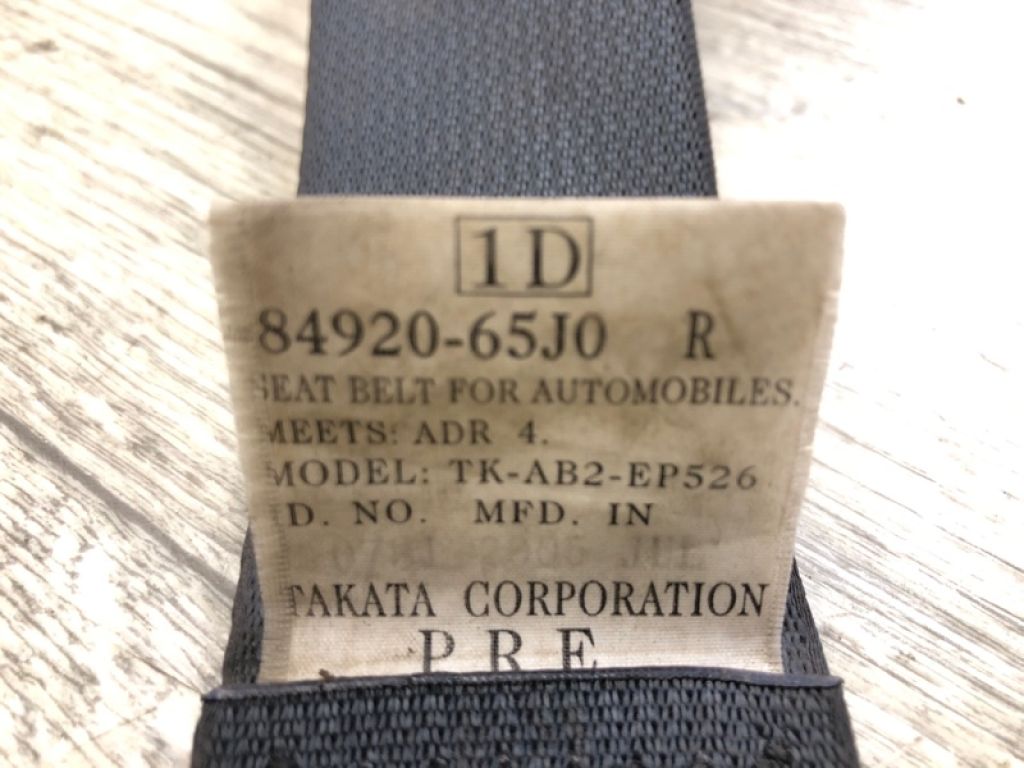 1D
84920-65J0 R
SEAT BELT FOR AUTOMOBILES.
MEETS: ADR 4.
MODEL: TK-AB2-EP526
D. NO. MFD. IN
TAKATA CORPORATION
PRE